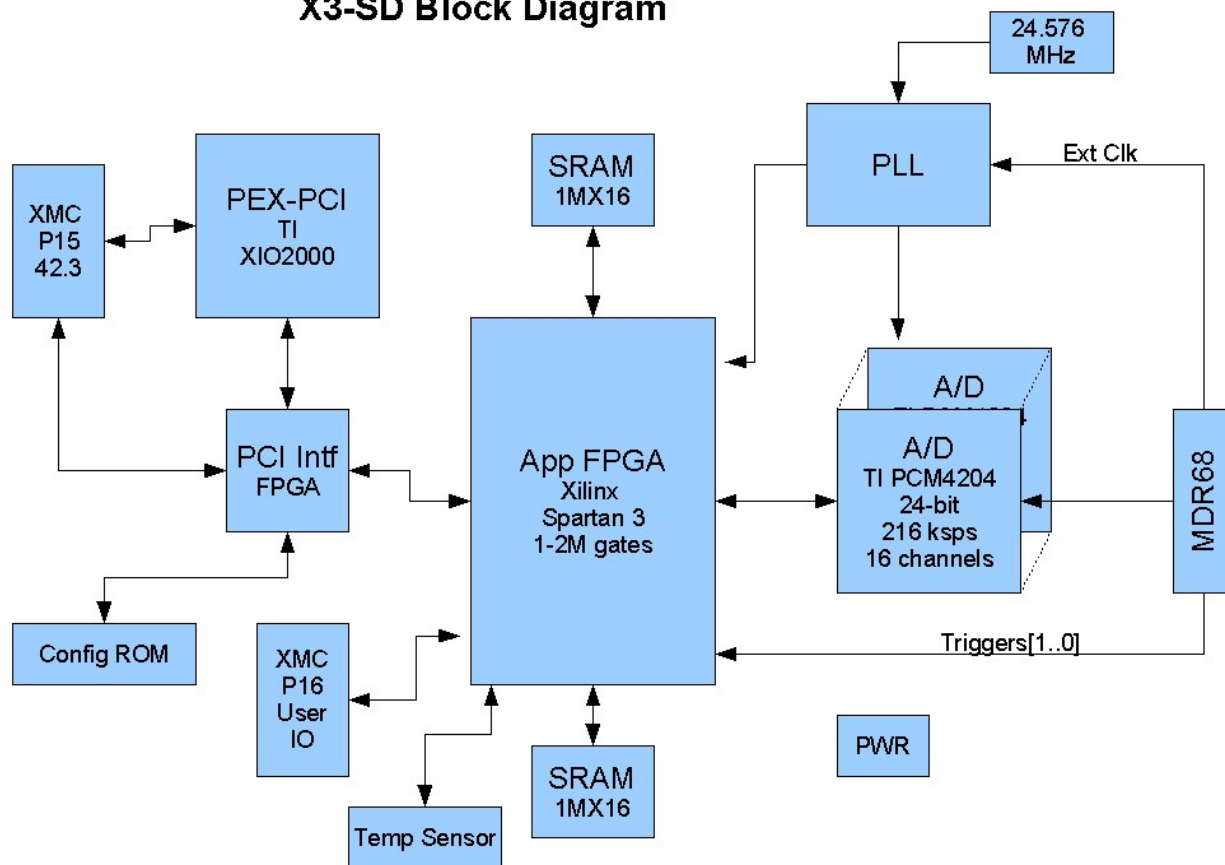 X3-SD Block Diagram
24.576
MHz
PLL
Ext Clk
SRAM
1MX16
PEX-PCI
TI
XIO2000
XMC
P15
42.3
A/D
A/D
TI PCM4204
24-bit
216 ksps
16 channels
MDR68
PCI Intf
FPGA
App FPGA
Xilinx
Spartan 3
1-2M gates
Config ROM
XMC
P16
User
IO
Triggers[1..0]
PWR
SRAM
1MX16
Temp Sensor